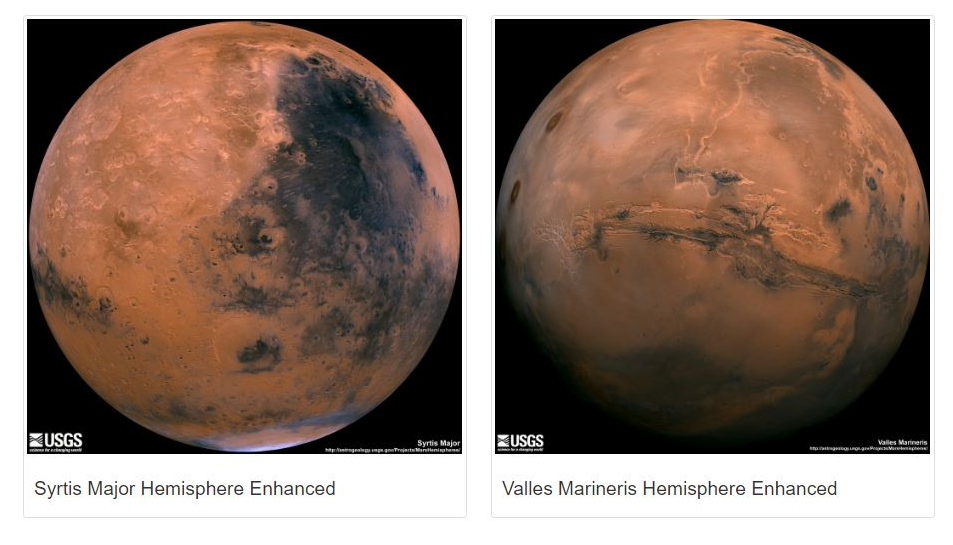 USGS
science for a changing world
Syrtis Major
http://astrogeology.usgs.gov/Projects/MarsHemispheres/
Syrtis Major Hemisphere Enhanced
USGS
science for a changing world
Valles Marineris
http://astrogeology.usgs.gov/Projects/MarsHemispheres/
Valles Marineris Hemisphere Enhanced